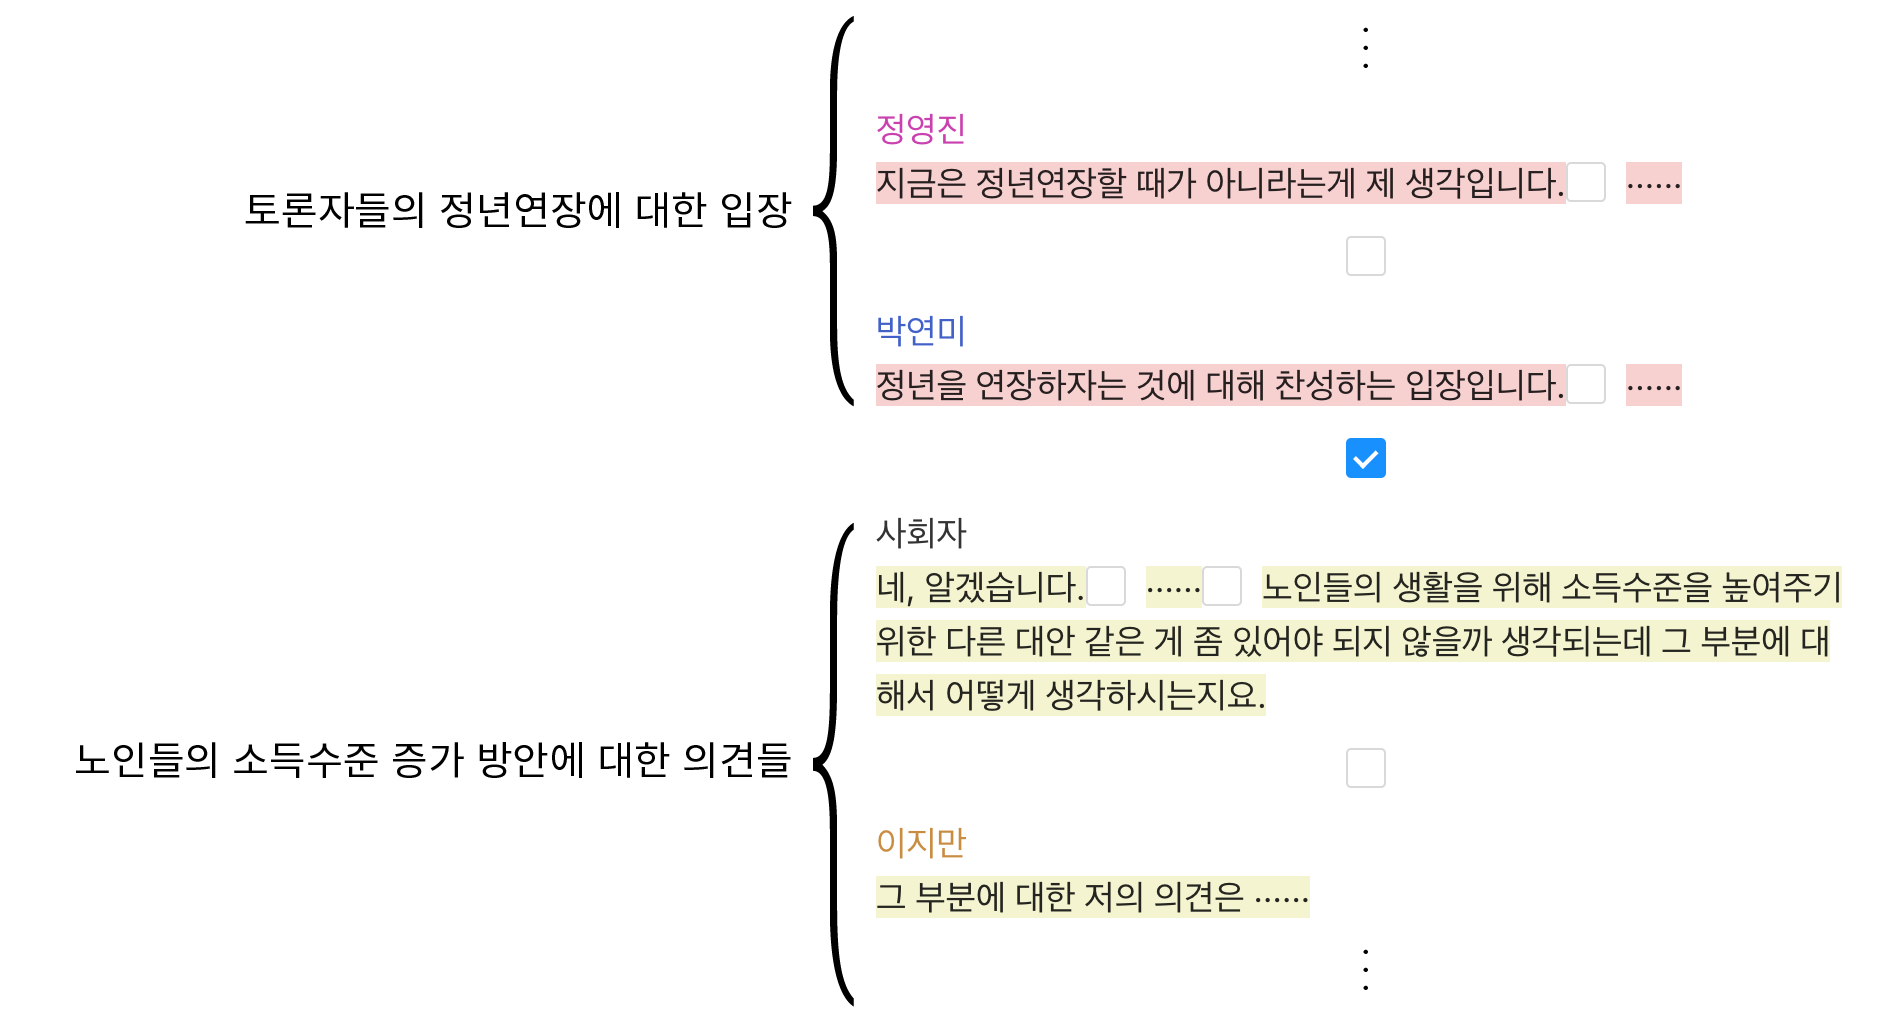 ⋮
정영진
지금은 정년연장할 때가 아니라는게 제 생각입니다. ······
토론자들의 정년연장에 대한 입장
박연미
정년을 연장하자는 것에 대해 찬성하는 입장입니다. ······
사회자
네, 알겠습니다. ······ 노인들의 생활을 위해 소득수준을 높여주기
위한 다른 대안 같은 게 좀 있어야 되지 않을까 생각되는데 그 부분에 대
해서 어떻게 생각하시는지요.
노인들의 소득수준 증가 방안에 대한 의견들
이지만
그 부분에 대한 저의 의견은 ······
⋮